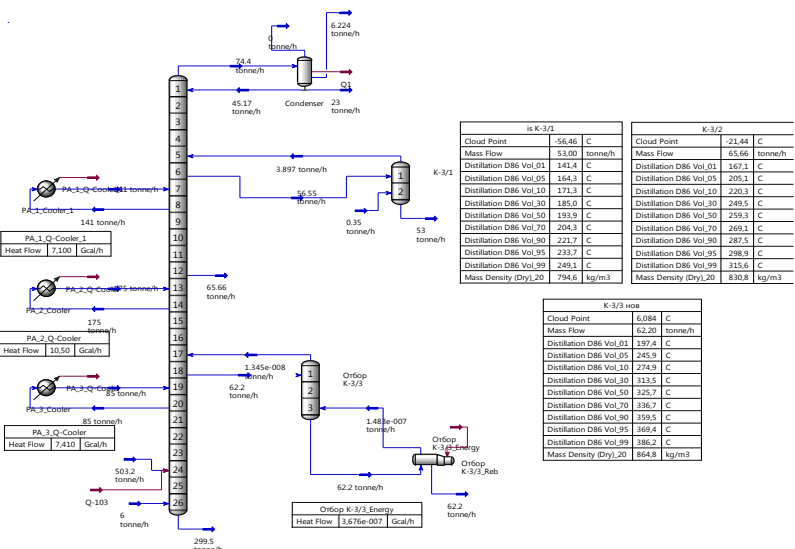 6.224
tonne/h
0
tonne/h
74.4
tonne/h
Q1
45.17
tonne/h
Condenser
23
tonne/h
1
2
3
4
5
6
7
8
9
10
11
12
13
14
15
16
17
18
19
20
21
22
23
24
25
26
3.897 tonne/h
56.55
tonne/h
1
2
K-3/1
0.35
tonne/h
53
tonne/h
PA_1_Q-Cooler
141 tonne/h
PA_1_Cooler_1
141 tonne/h
PA_1_Q-Cooler_1
Heat Flow 7,100 Gcal/h
65.66
tonne/h
PA_2_Q-Cooler
175 tonne/h
PA_2_Cooler
175
tonne/h
PA_2_Q-Cooler
Heat Flow 10,50 Gcal/h
1.345e-008
tonne/h
62.2
tonne/h
1
2
3
Отбор
К-3/3
PA_3_Q-Cooler
85 tonne/h
PA_3_Cooler
85 tonne/h
PA_3_Q-Cooler
Heat Flow 7,410 Gcal/h
1.483e-007
tonne/h
Отбор
К-3/3_Energy
Отбор
К-3/3_Reb
503.2
tonne/h
Q-103
6
tonne/h
62.2 tonne/h
62.2
tonne/h
Отбор К-3/3_Energy
Heat Flow 3,676e-007 Gcal/h
299.5
tonne/h
is К-3/1
Cloud Point -56,46 C
Mass Flow 53,00 tonne/h
Distillation D86 Vol_01 141,4 C
Distillation D86 Vol_05 164,3 C
Distillation D86 Vol_10 171,3 C
Distillation D86 Vol_30 185,0 C
Distillation D86 Vol_50 193,9 C
Distillation D86 Vol_70 204,3 C
Distillation D86 Vol_90 221,7 C
Distillation D86 Vol_95 233,7 C
Distillation D86 Vol_99 249,1 C
Mass Density (Dry)_20 794,6 kg/m3
К-3/2
Cloud Point -21,44 C
Mass Flow 65,66 tonne/h
Distillation D86 Vol_01 167,1 C
Distillation D86 Vol_05 205,1 C
Distillation D86 Vol_10 220,3 C
Distillation D86 Vol_30 249,5 C
Distillation D86 Vol_50 259,3 C
Distillation D86 Vol_70 269,1 C
Distillation D86 Vol_90 287,5 C
Distillation D86 Vol_95 298,9 C
Distillation D86 Vol_99 315,6 C
Mass Density (Dry)_20 830,8 kg/m3
К-3/3 нов
Cloud Point 6,084 C
Mass Flow 62,20 tonne/h
Distillation D86 Vol_01 197,4 C
Distillation D86 Vol_05 245,9 C
Distillation D86 Vol_10 274,9 C
Distillation D86 Vol_30 313,5 C
Distillation D86 Vol_50 325,7 C
Distillation D86 Vol_70 336,7 C
Distillation D86 Vol_90 359,5 C
Distillation D86 Vol_95 369,4 C
Distillation D86 Vol_99 386,2 C
Mass Density (Dry)_20 864,8 kg/m3